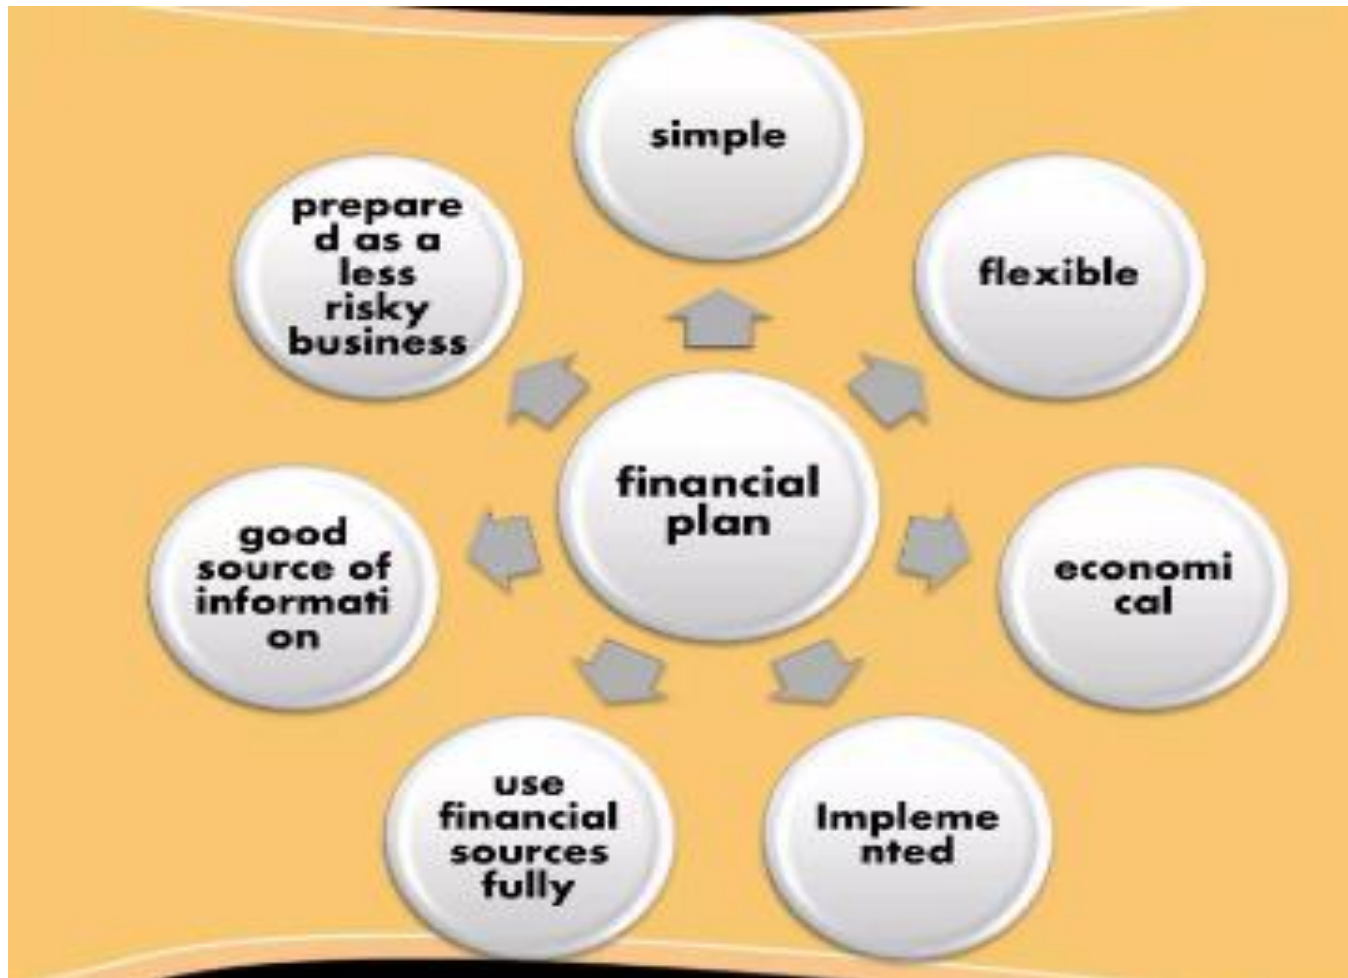 simple
flexible
economi
cal
Impleme
nted
use
financial
sources
fully
good
source of
informati
on
prepare
d as a
less
risky
business
financial
plan